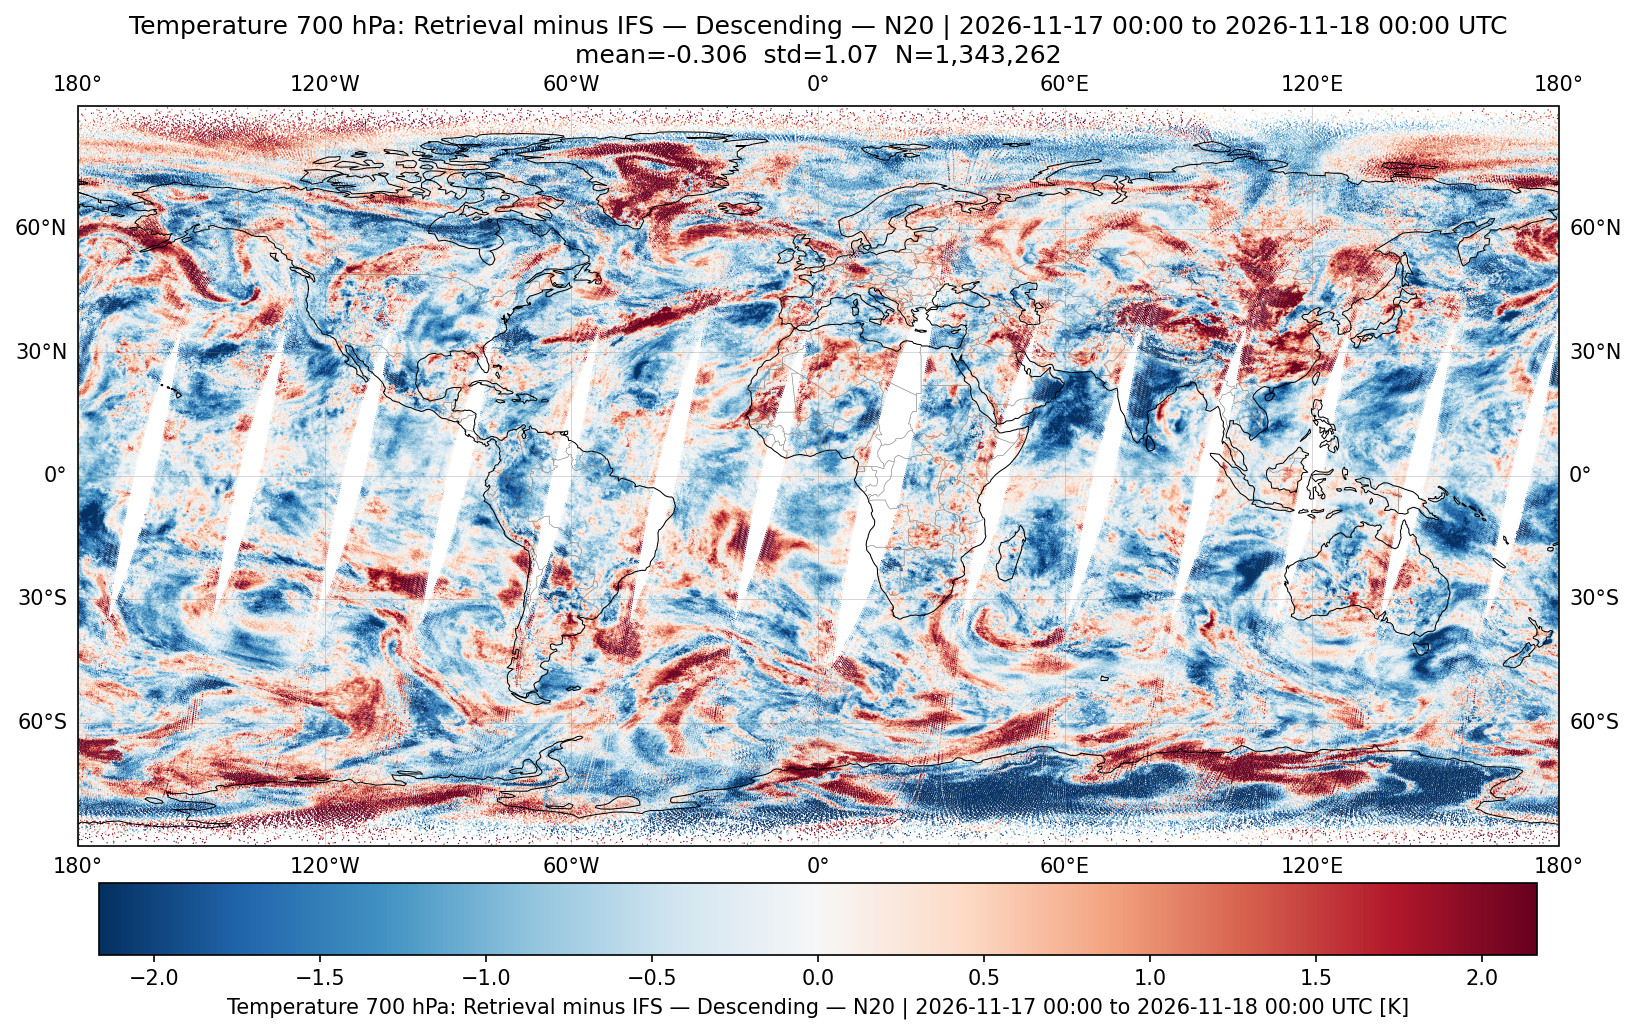 Temperature 700 hPa: Retrieval minus IFS — Descending — N20 | 2026-11-17 00:00 to 2026-11-18 00:00 UTC
mean=-0.306  std=1.07  N=1,343,262
180° 120°W 60°W 0° 60°E 120°E 180°
60°N 60°N
30°N 30°N
0° 0°
30°S 30°S
60°S 60°S
180° 120°W 60°W 0° 60°E 120°E 180°
−2.0 −1.5 −1.0 −0.5 0.0 0.5 1.0 1.5 2.0
Temperature 700 hPa: Retrieval minus IFS — Descending — N20 | 2026-11-17 00:00 to 2026-11-18 00:00 UTC [K]